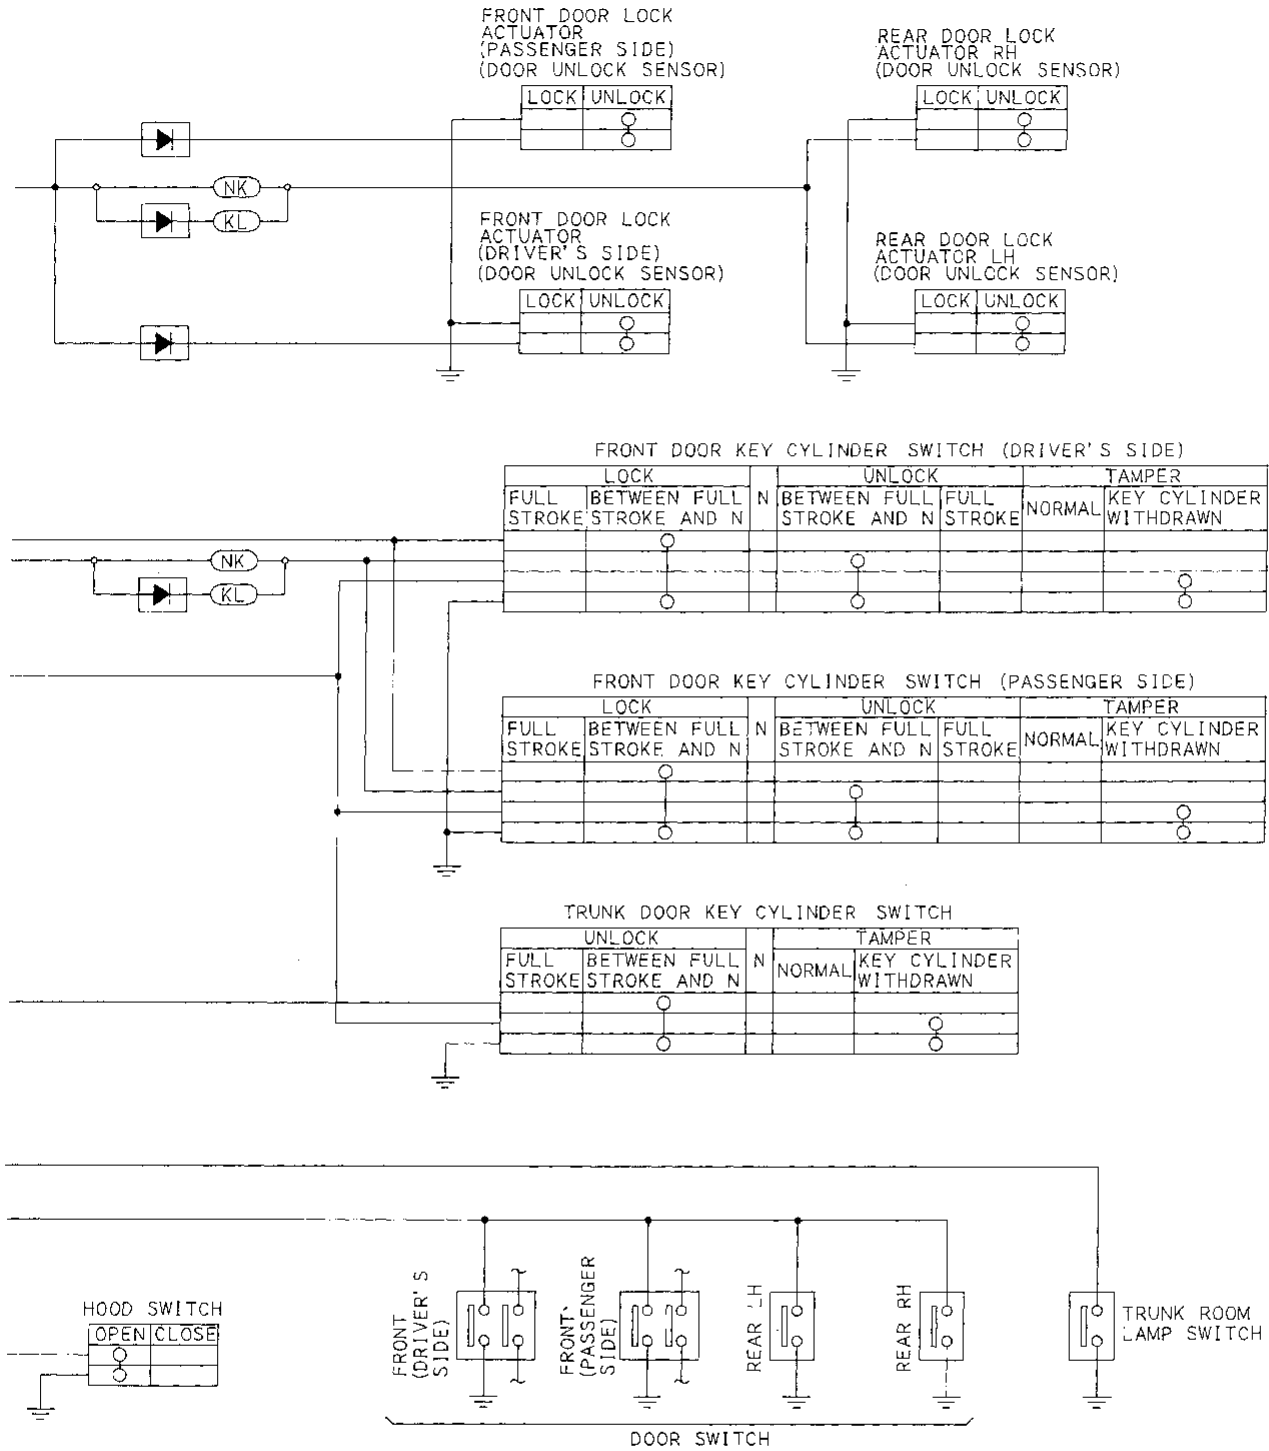 FRONT DOOR LOCK
ACTUATOR
(PASSENGER SIDE)
(DOOR UNLOCK SENSOR)
LOCK UNLOCK
REAR DOOR LOCK
ACTUATOR RH
(DOOR UNLOCK SENSOR)
LOCK UNLOCK
NK
KL
FRONT DOOR LOCK
ACTUATOR
(DRIVER'S SIDE)
(DOOR UNLOCK SENSOR)
LOCK UNLOCK
REAR DOOR LOCK
ACTUATOR LH
(DOOR UNLOCK SENSOR)
LOCK UNLOCK
FRONT DOOR KEY CYLINDER SWITCH (DRIVER'S SIDE)
LOCK N UNLOCK TAMPER
FULL STROKE
BETWEEN FULL STROKE AND N
BETWEEN FULL STROKE AND N
FULL STROKE
NORMAL
KEY CYLINDER WITHDRAWN
NK
KL
FRONT DOOR KEY CYLINDER SWITCH (PASSENGER SIDE)
LOCK N UNLOCK TAMPER
FULL STROKE
BETWEEN FULL STROKE AND N
BETWEEN FULL STROKE AND N
FULL STROKE
NORMAL
KEY CYLINDER WITHDRAWN
TRUNK DOOR KEY CYLINDER SWITCH
UNLOCK N TAMPER
FULL STROKE
BETWEEN FULL STROKE AND N
NORMAL
KEY CYLINDER WITHDRAWN
HOOD SWITCH
OPEN CLOSE
FRONT
(DRIVER'S
SIDE)
FRONT
(PASSENGER
SIDE)
REAR LH
REAR RH
TRUNK ROOM
LAMP SWITCH
DOOR SWITCH